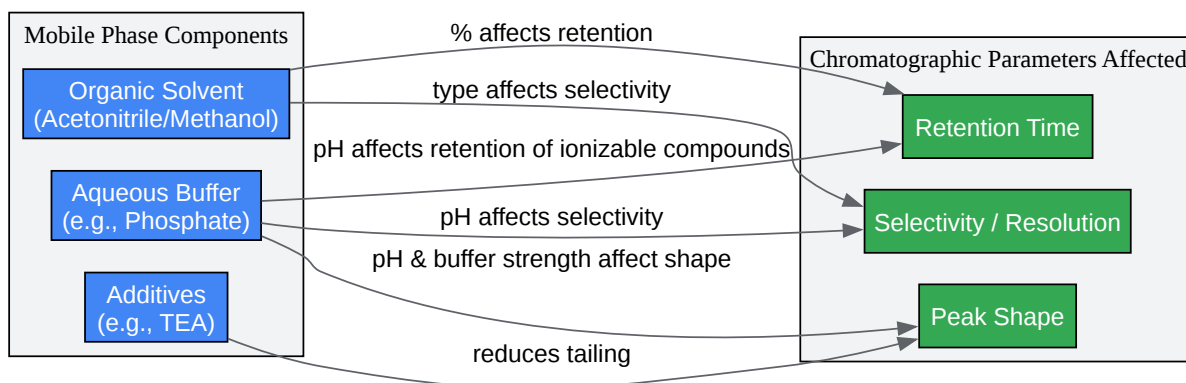 Mobile Phase Components
Organic Solvent
(Acetonitrile/Methanol)
Aqueous Buffer
(e.g., Phosphate)
Additives
(e.g., TEA)
% affects retention
type affects selectivity
pH affects retention of ionizable compounds
pH affects selectivity
pH & buffer strength affect shape
reduces tailing
Chromatographic Parameters Affected
Retention Time
Selectivity / Resolution
Peak Shape